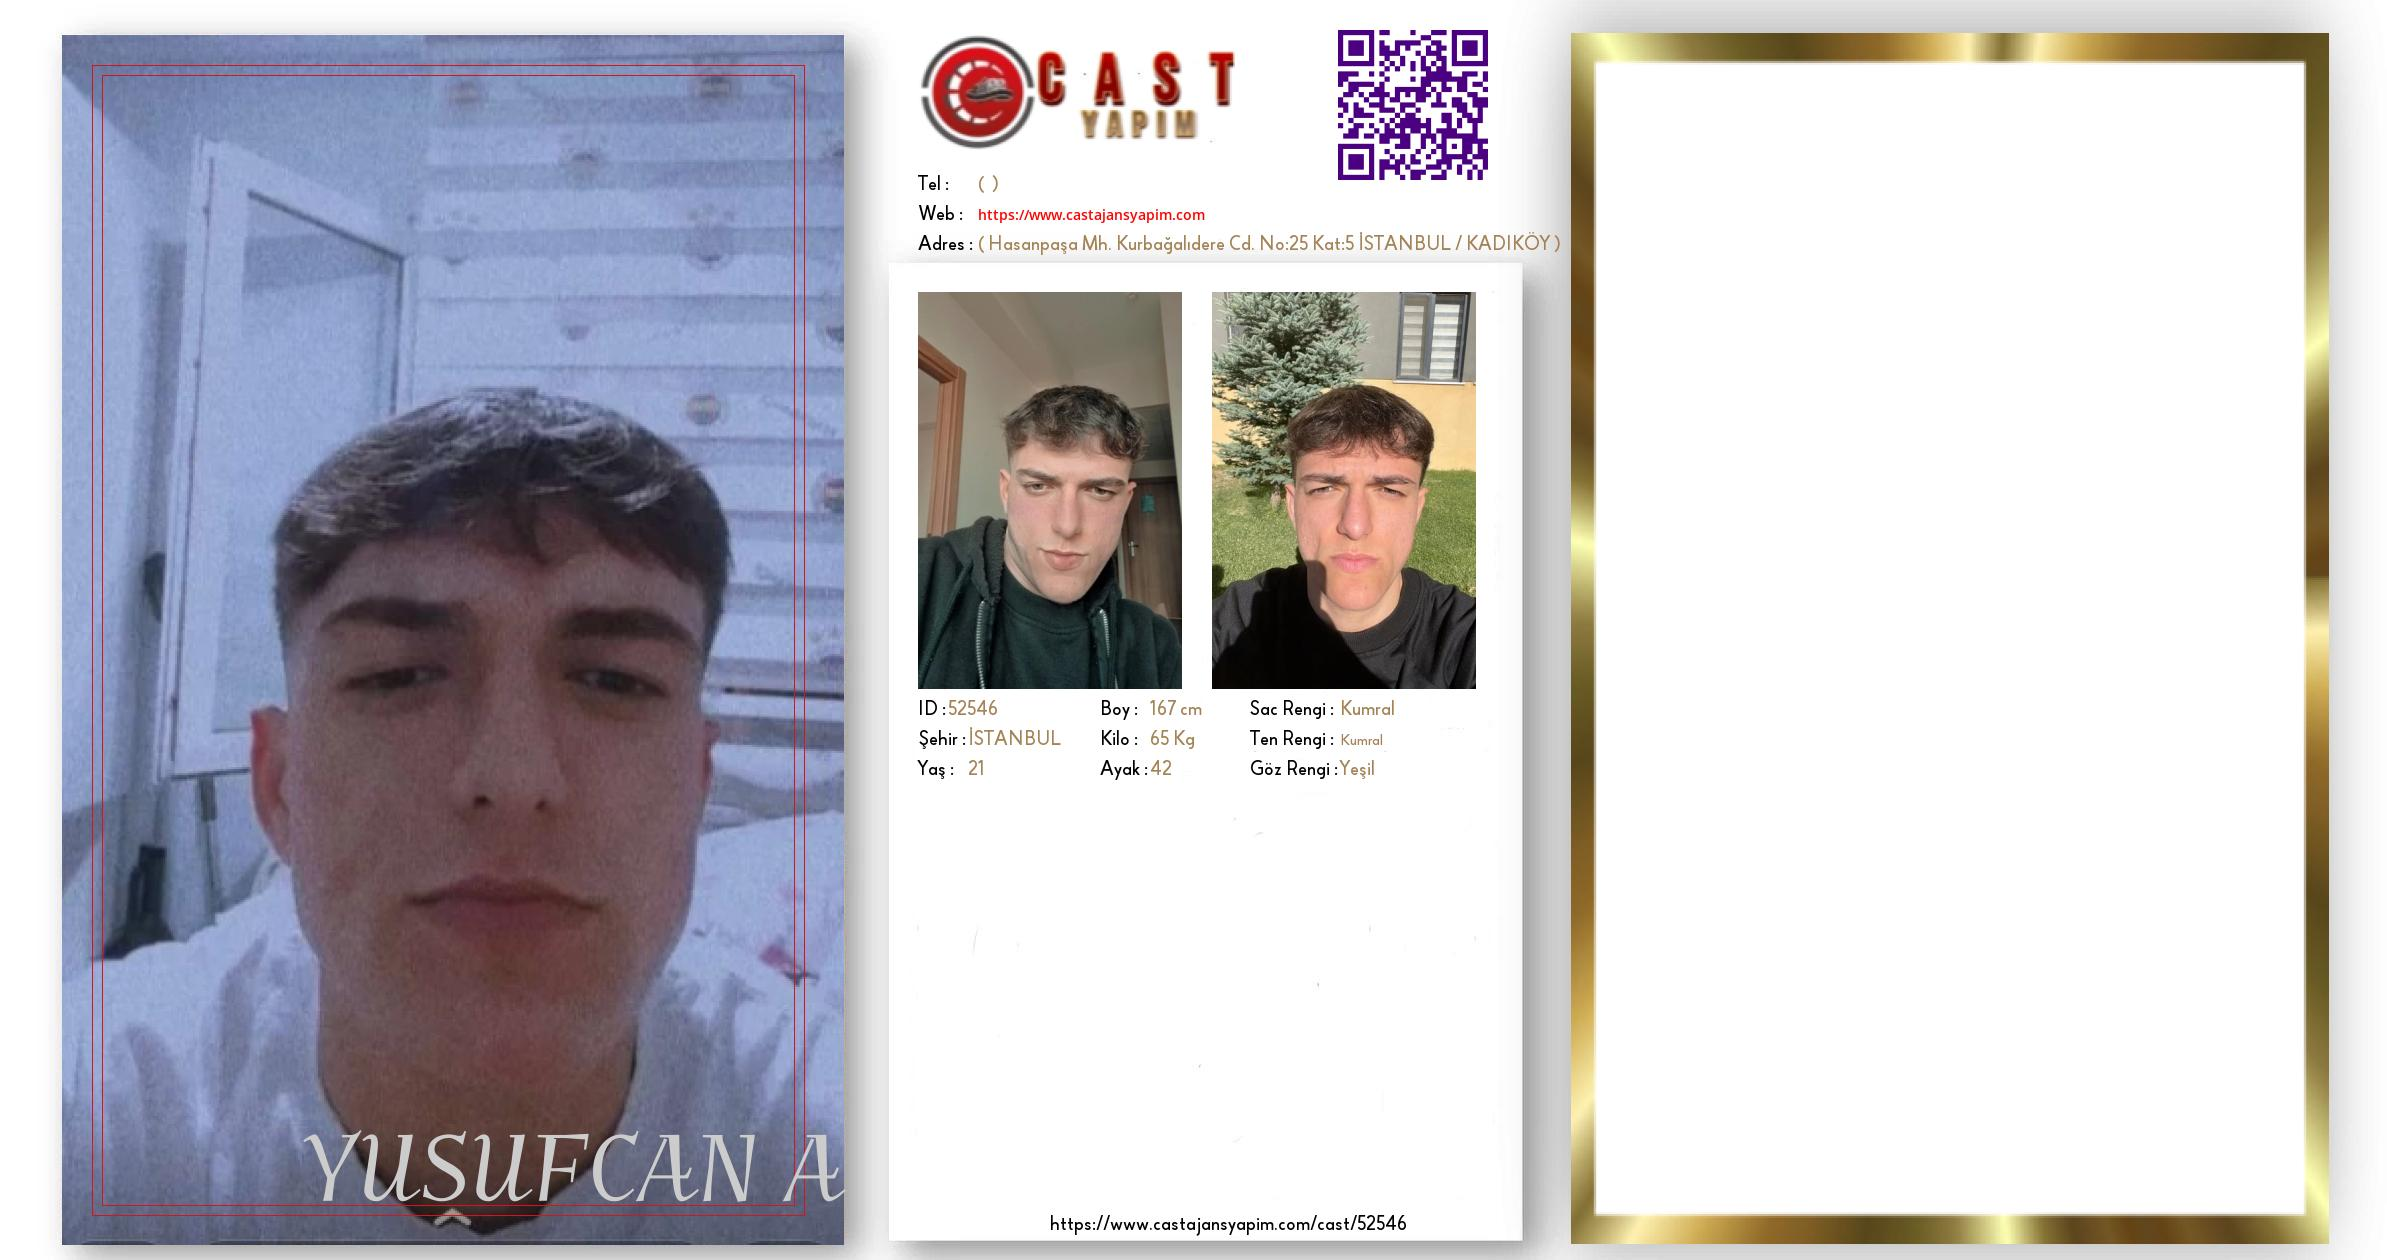 YUSUFCAN A
CAST
YAPIM
Tel : ( )
Web : https://www.castajansyapim.com
Adres : ( Hasanpaşa Mh. Kurbağalıdere Cd. No:25 Kat:5 İSTANBUL / KADIKÖY )
ID : 52546 Boy : 167 cm Sac Rengi : Kumral
Şehir : İSTANBUL Kilo : 65 Kg Ten Rengi : Kumral
Yaş : 21 Ayak : 42 Göz Rengi : Yeşil
https://www.castajansyapim.com/cast/52546